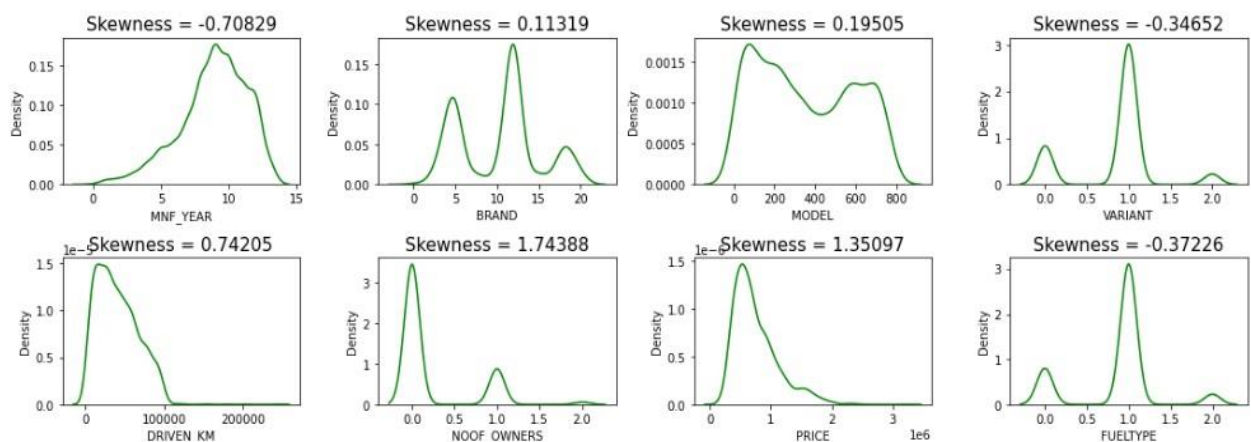 Skewness = -0.70829
Skewness = 0.11319
Skewness = 0.19505
Skewness = -0.34652
Density
0.15
0.10
0.05
0.00
0
5
10
15
MNF_YEAR
Density
0.15
0.10
0.05
0.00
0
5
10
15
20
BRAND
Density
0.0015
0.0010
0.0005
0.0000
0
200
400
600
800
MODEL
Density
3
2
1
0
0.0
0.5
1.0
1.5
2.0
VARIANT
Skewness = 0.74205
Skewness = 1.74388
Skewness = 1.35097
Skewness = -0.37226
1e-5
Density
1.5
1.0
0.5
0.0
0
100000
200000
DRIVEN_KM
Density
3
2
1
0
0.0
0.5
1.0
1.5
2.0
NOOF_OWNERS
Density
1.5
1.0
0.5
0.0
0
1
2
3
1e6
PRICE
Density
3
2
1
0
0.0
0.5
1.0
1.5
2.0
FUELTYPE